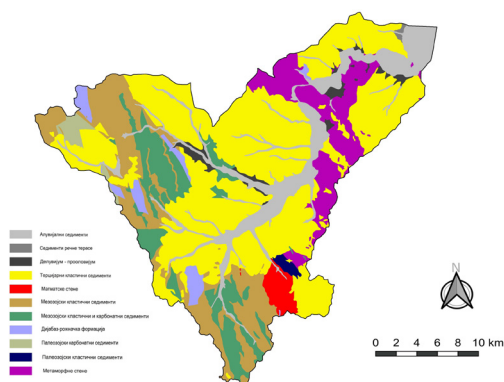 Алувијални седименти
Седименти речне терасе
Делувијум - пролувијум
Терцијарни кластични седименти
Магматске стене
Мезозојски кластични седименти
Мезозојски кластични и карбонатни седименти
Дијабаз-рожначка формација
Палеозојски карбонатни седименти
Палеозојски кластични седименти
Метаморфне стене
N
0 2 4 6 8 10 km